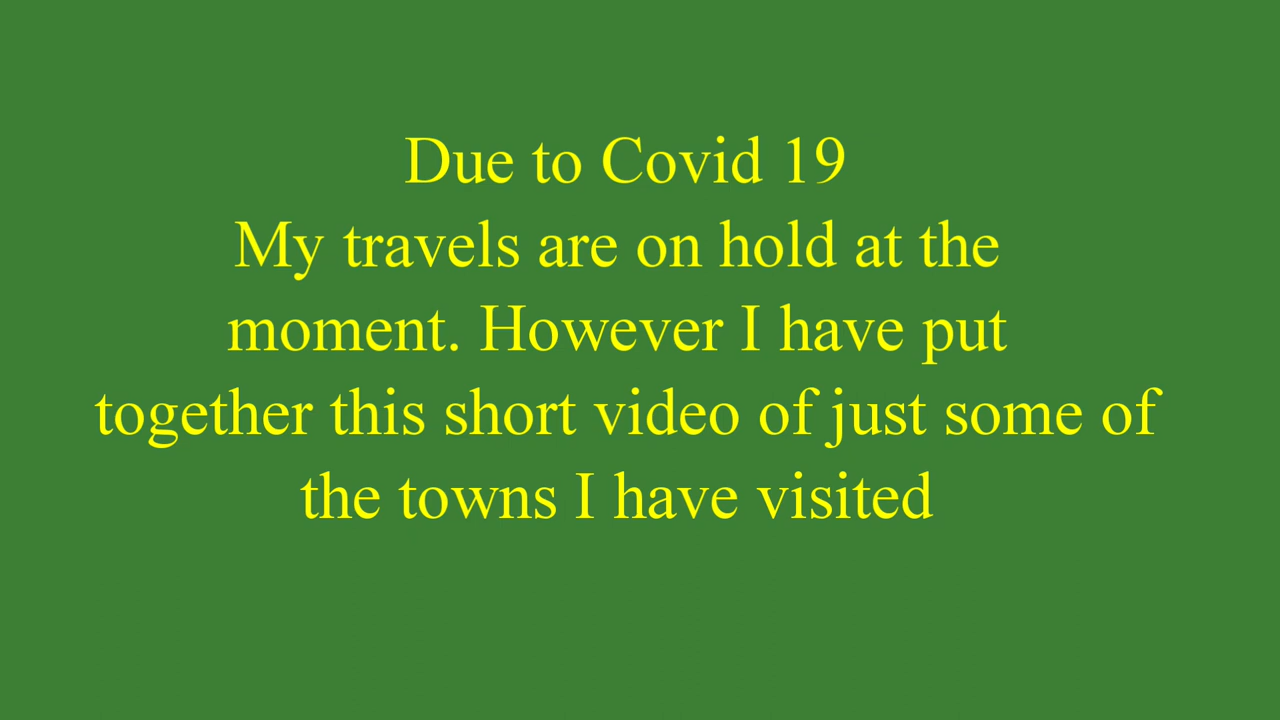 Due to Covid 19
My travels are on hold at the
moment. However I have put
together this short video of just some of
the towns I have visited